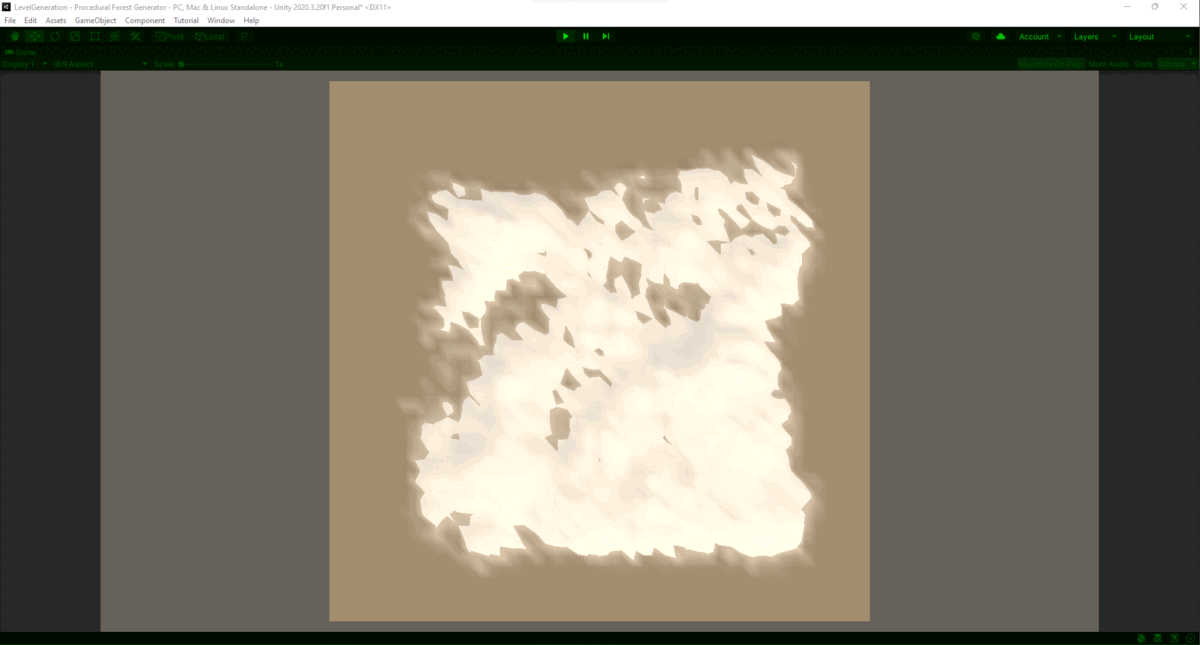 LevelGeneration - Procedural Forest Generator - PC, Mac & Linux Standalone - Unity 2020.3.20f1 Personal* <DX11>
File Edit Assets GameObject Component Tutorial Window Help
Pivot Local Account Layers Layout
Game
Display 1 16:9 Aspect Scale 1x Maximize On Play Mute Audio Stats Gizmos